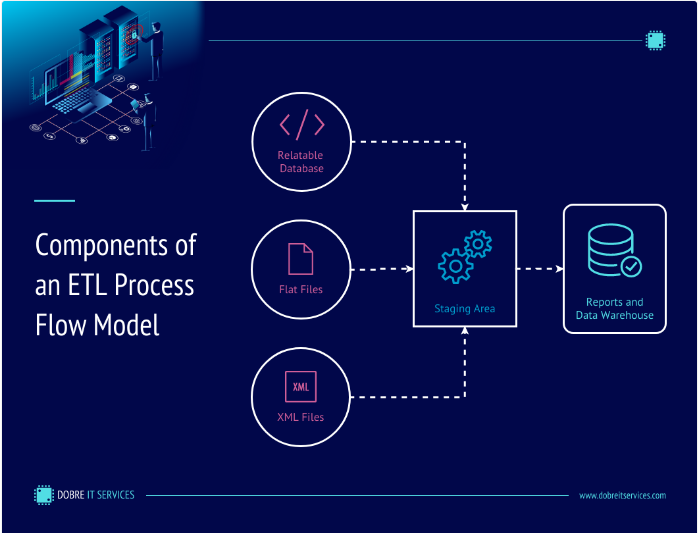 Components of
an ETL Process
Flow Model
</>
Relatable
Database
Flat Files
XML
XML Files
Staging Area
Reports and
Data Warehouse
DOBRE IT SERVICES
www.dobreitservices.com